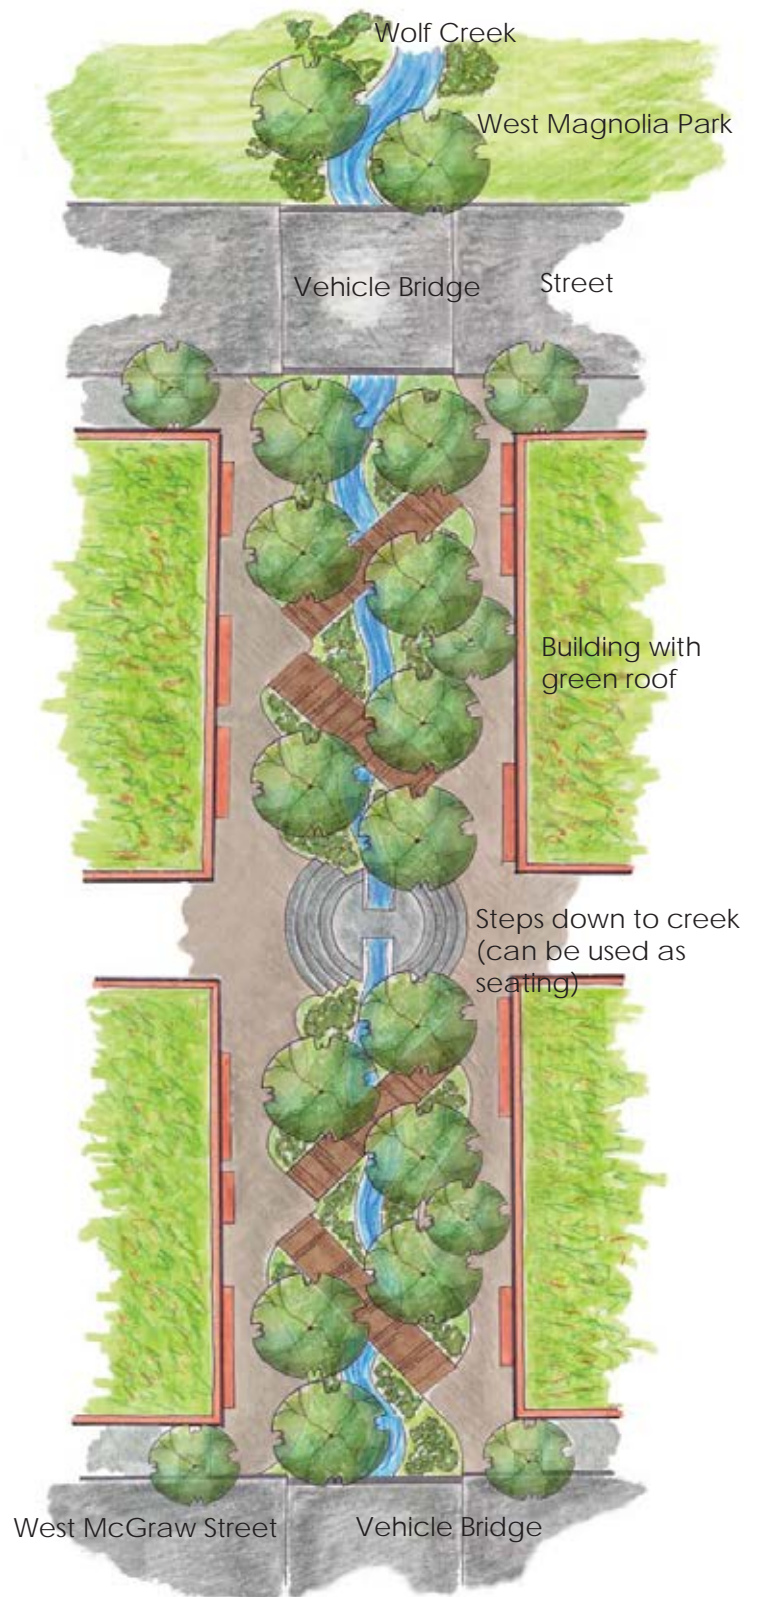 Wolf Creek
West Magnolia Park
Vehicle Bridge
Street
Building with
green roof
Steps down to creek
(can be used as
seating)
West McGraw Street
Vehicle Bridge